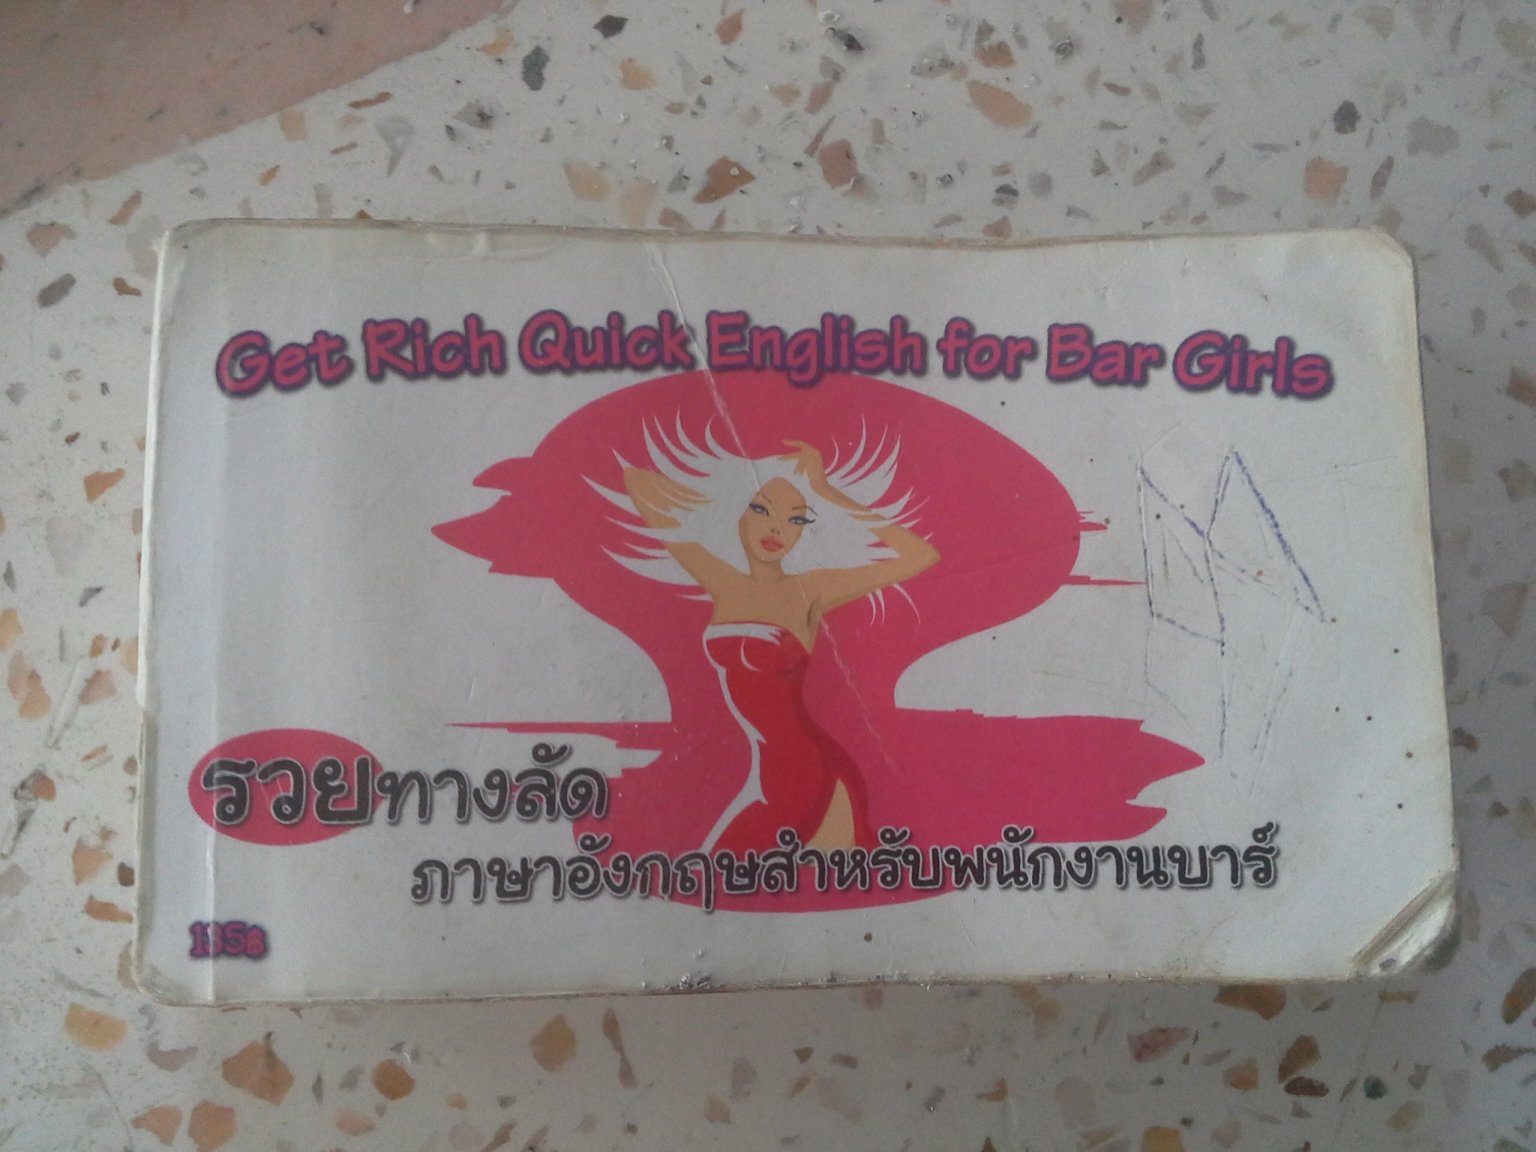 Get Rich Quick English for Bar Girls
รวยทางลัด
ภาษาอังกฤษสำหรับพนักงานบาร์